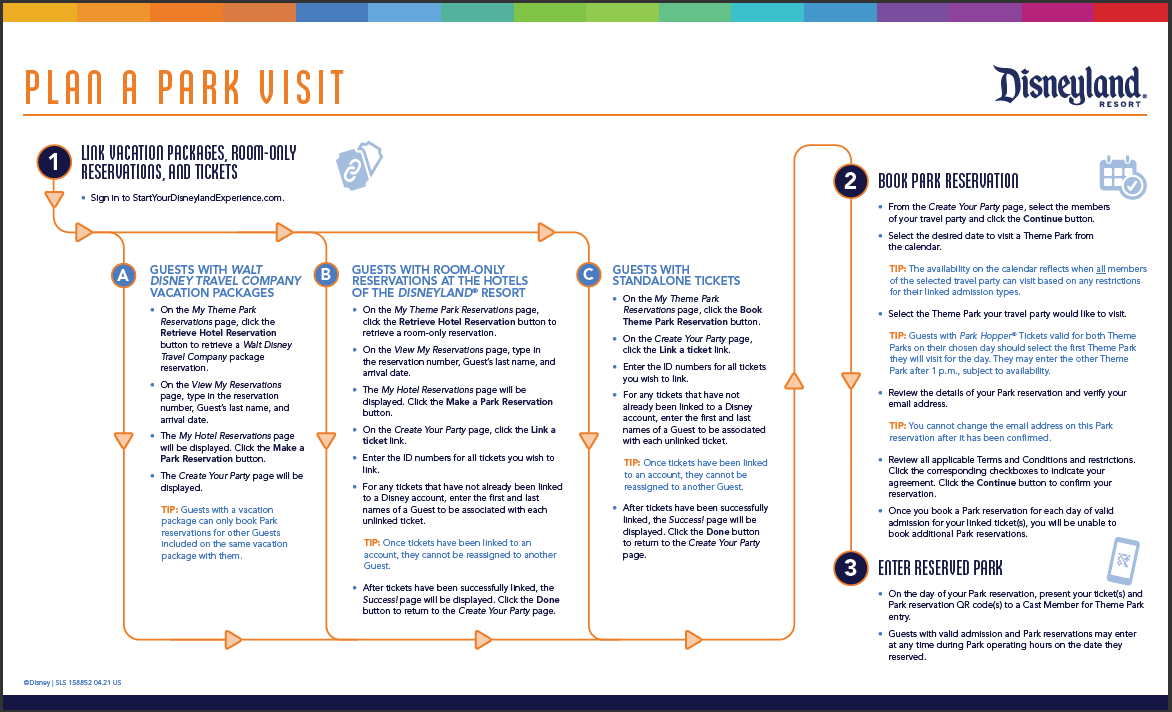 PLAN A PARK VISIT
Disneyland®
RESORT
1
LINK VACATION PACKAGES, ROOM-ONLY
RESERVATIONS, AND TICKETS
• Sign in to StartYourDisneylandExperience.com.
A
GUESTS WITH WALT
DISNEY TRAVEL COMPANY
VACATION PACKAGES
• On the My Theme Park
Reservations page, click the
Retrieve Hotel Reservation
button to retrieve a Walt Disney
Travel Company package
reservation.
• On the View My Reservations
page, type in the reservation
number, Guest's last name, and
arrival date.
• The My Hotel Reservations page
will be displayed. Click the Make a
Park Reservation button.
• The Create Your Party page will be
displayed.
TIP: Guests with a vacation
package can only book Park
reservations for other Guests
included on the same vacation
package with them.
B
GUESTS WITH ROOM-ONLY
RESERVATIONS AT THE HOTELS
OF THE DISNEYLAND® RESORT
• On the My Theme Park Reservations page,
click the Retrieve Hotel Reservation button to
retrieve a room-only reservation.
• On the View My Reservations page, type in
the reservation number, Guest's last name, and
arrival date.
• The My Hotel Reservations page will be
displayed. Click the Make a Park Reservation
button.
• On the Create Your Party page, click the Link a
ticket link.
• Enter the ID numbers for all tickets you wish to
link.
• For any tickets that have not already been linked
to a Disney account, enter the first and last
names of a Guest to be associated with each
unlinked ticket.
TIP: Once tickets have been linked to an
account, they cannot be reassigned to another
Guest.
• After tickets have been successfully linked, the
Success! page will be displayed. Click the Done
button to return to the Create Your Party page.
C
GUESTS WITH
STANDALONE TICKETS
• On the My Theme Park
Reservations page, click the Book
Theme Park Reservation button.
• On the Create Your Party page,
click the Link a ticket link.
• Enter the ID numbers for all tickets
you wish to link.
• For any tickets that have not
already been linked to a Disney
account, enter the first and last
names of a Guest to be associated
with each unlinked ticket.
TIP: Once tickets have been linked
to an account, they cannot be
reassigned to another Guest.
• After tickets have been successfully
linked, the Success! page will be
displayed. Click the Done button
to return to the Create Your Party
page.
2
BOOK PARK RESERVATION
• From the Create Your Party page, select the members
of your travel party and click the Continue button.
• Select the desired date to visit a Theme Park from
the calendar.
TIP: The availability on the calendar reflects when all members
of the selected travel party can visit based on any restrictions
for their linked admission types.
• Select the Theme Park your travel party would like to visit.
TIP: Guests with Park Hopper® Tickets valid for both Theme
Parks on their chosen day should select the first Theme Park
they will visit for the day. They may enter the other Theme
Park after 1 p.m., subject to availability.
• Review the details of your Park reservation and verify your
email address.
TIP: You cannot change the email address on this Park
reservation after it has been confirmed.
• Review all applicable Terms and Conditions and restrictions.
Click the corresponding checkboxes to indicate your
agreement. Click the Continue button to confirm your
reservation.
• Once you book a Park reservation for each day of valid
admission for your linked ticket(s), you will be unable to
book additional Park reservations.
3
ENTER RESERVED PARK
• On the day of your Park reservation, present your ticket(s) and
Park reservation QR code(s) to a Cast Member for Theme Park
entry.
• Guests with valid admission and Park reservations may enter
at any time during Park operating hours on the date they
reserved.
©Disney | SLS 158852 04.21 US